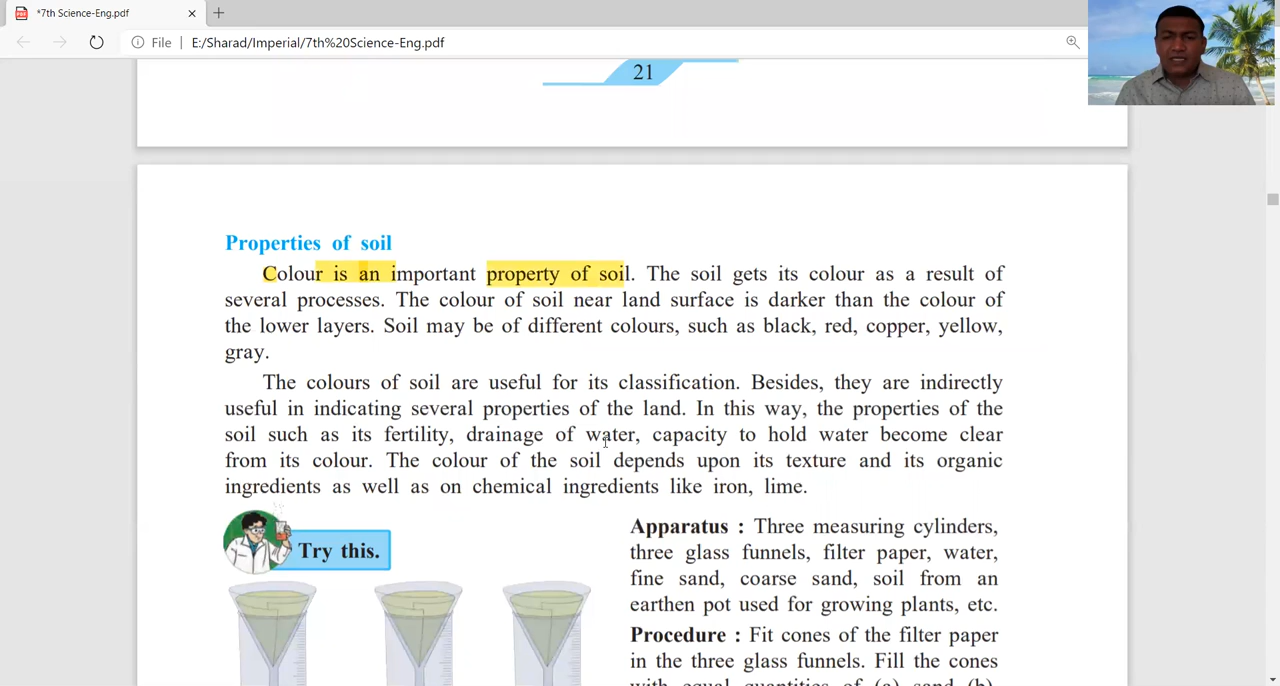 *7th Science-Eng.pdf
File | E:/Sharad/Imperial/7th%20Science-Eng.pdf
21
Properties of soil
Colour is an important property of soil. The soil gets its colour as a result of
several processes. The colour of soil near land surface is darker than the colour of
the lower layers. Soil may be of different colours, such as black, red, copper, yellow,
gray.
The colours of soil are useful for its classification. Besides, they are indirectly
useful in indicating several properties of the land. In this way, the properties of the
soil such as its fertility, drainage of water, capacity to hold water become clear
from its colour. The colour of the soil depends upon its texture and its organic
ingredients as well as on chemical ingredients like iron, lime.
Try this.
Apparatus : Three measuring cylinders,
three glass funnels, filter paper, water,
fine sand, coarse sand, soil from an
earthen pot used for growing plants, etc.
Procedure : Fit cones of the filter paper
in the three glass funnels. Fill the cones
with equal quantities of (a) sand (b)